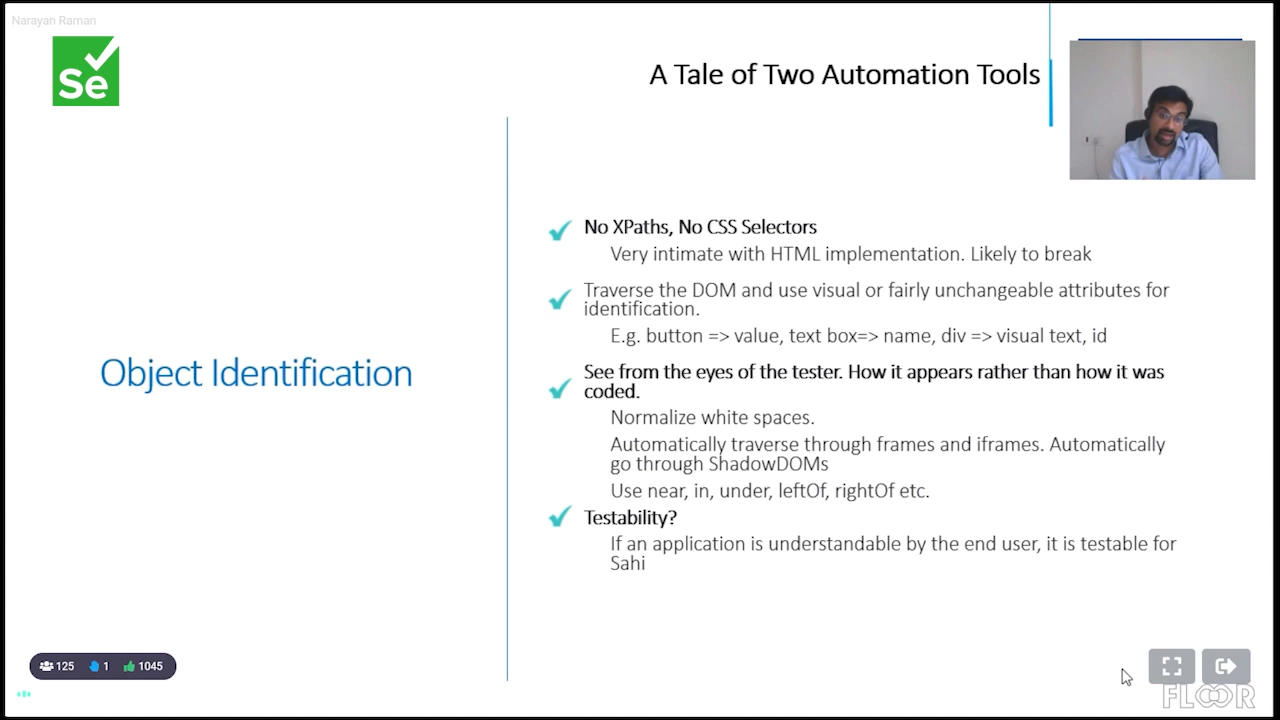 Narayan Raman
Se
A Tale of Two Automation Tools
Object Identification
No XPaths, No CSS Selectors
Very intimate with HTML implementation. Likely to break
Traverse the DOM and use visual or fairly unchangeable attributes for
identification.
E.g. button => value, text box=> name, div => visual text, id
See from the eyes of the tester. How it appears rather than how it was
coded.
Normalize white spaces.
Automatically traverse through frames and iframes. Automatically
go through ShadowDOMs
Use near, in, under, leftOf, rightOf etc.
Testability?
If an application is understandable by the end user, it is testable for
Sahi
125 1 1045
FLOOR